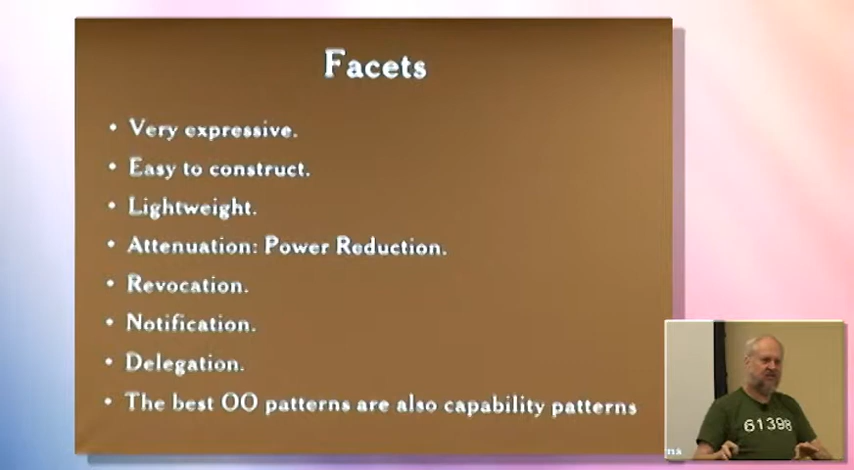 Facets
• Very expressive.
• Easy to construct.
• Lightweight.
• Attenuation: Power Reduction.
• Revocation.
• Notification.
• Delegation.
• The best OO patterns are also capability patterns
61398